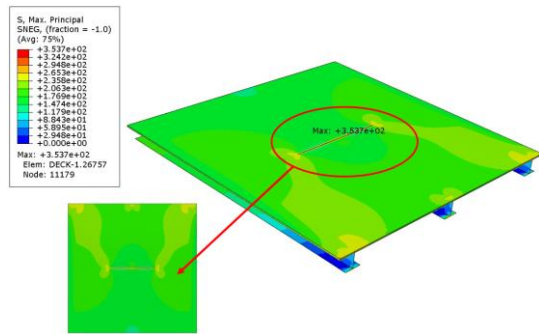 S, Max. Principal
SNEG, (fraction = -1.0)
(Avg: 75%)
+3.537e+02
+3.242e+02
+2.948e+02
+2.653e+02
+2.358e+02
+2.063e+02
+1.769e+02
+1.474e+02
+1.179e+02
+8.843e+01
+5.895e+01
+2.948e+01
+0.000e+00
Max: +3.537e+02
Elem: DECK-1.26757
Node: 11179
Max: +3.537e+02